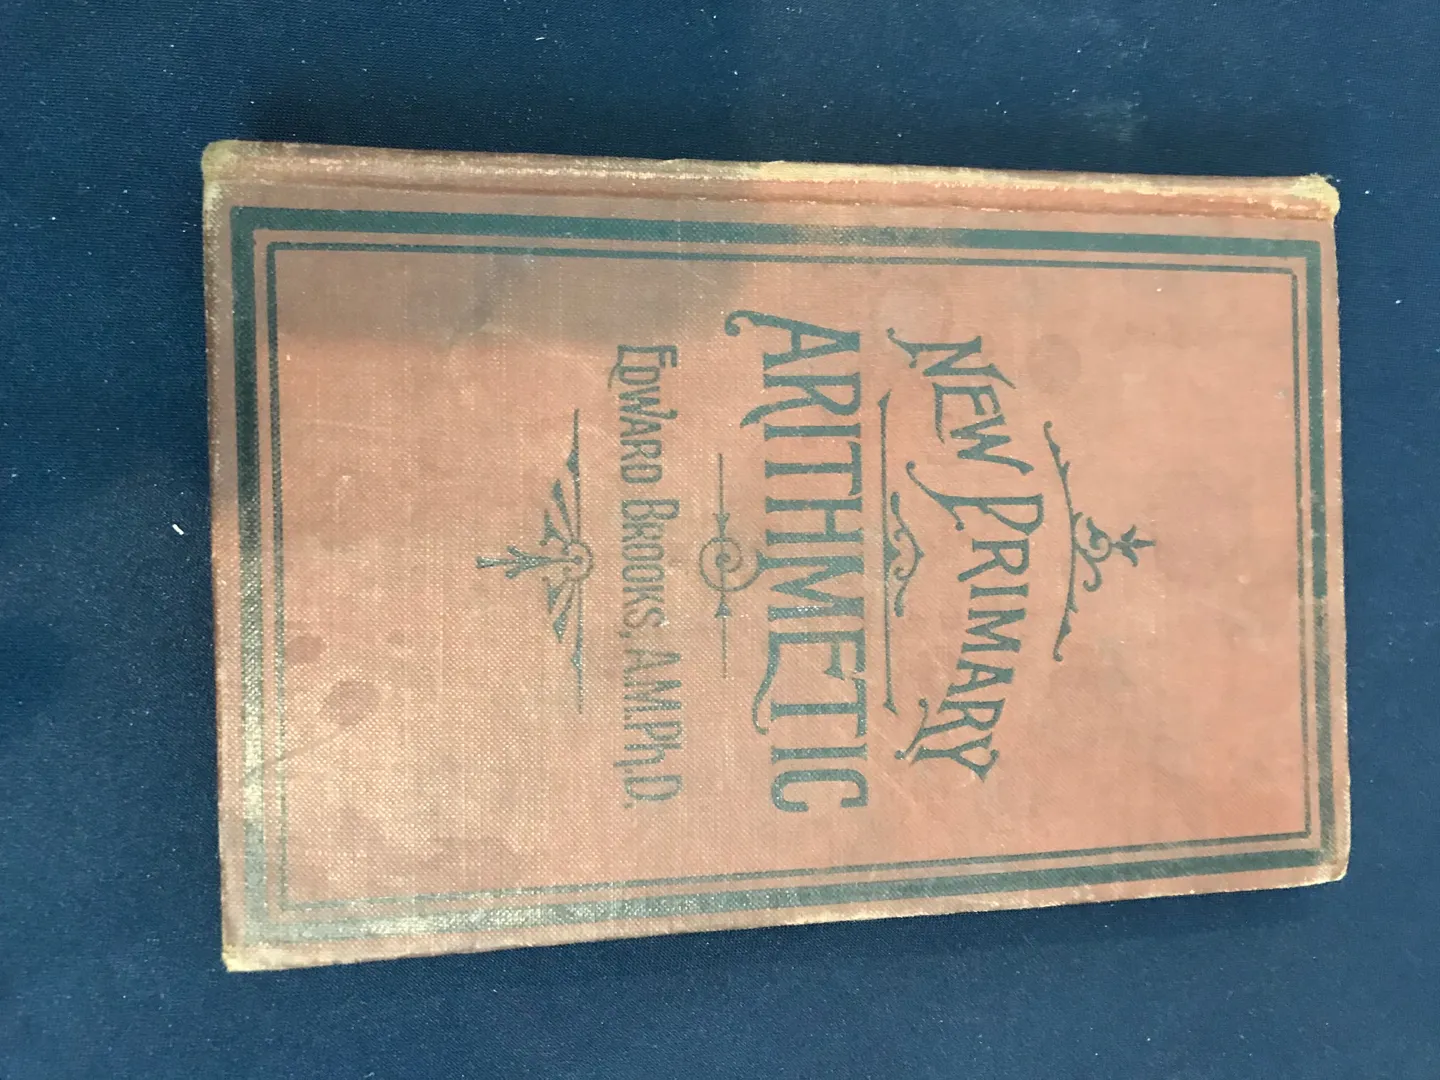 NEW PRIMARY
ARITHMETIC
EDWARD BROOKS, A.M. Ph.D.